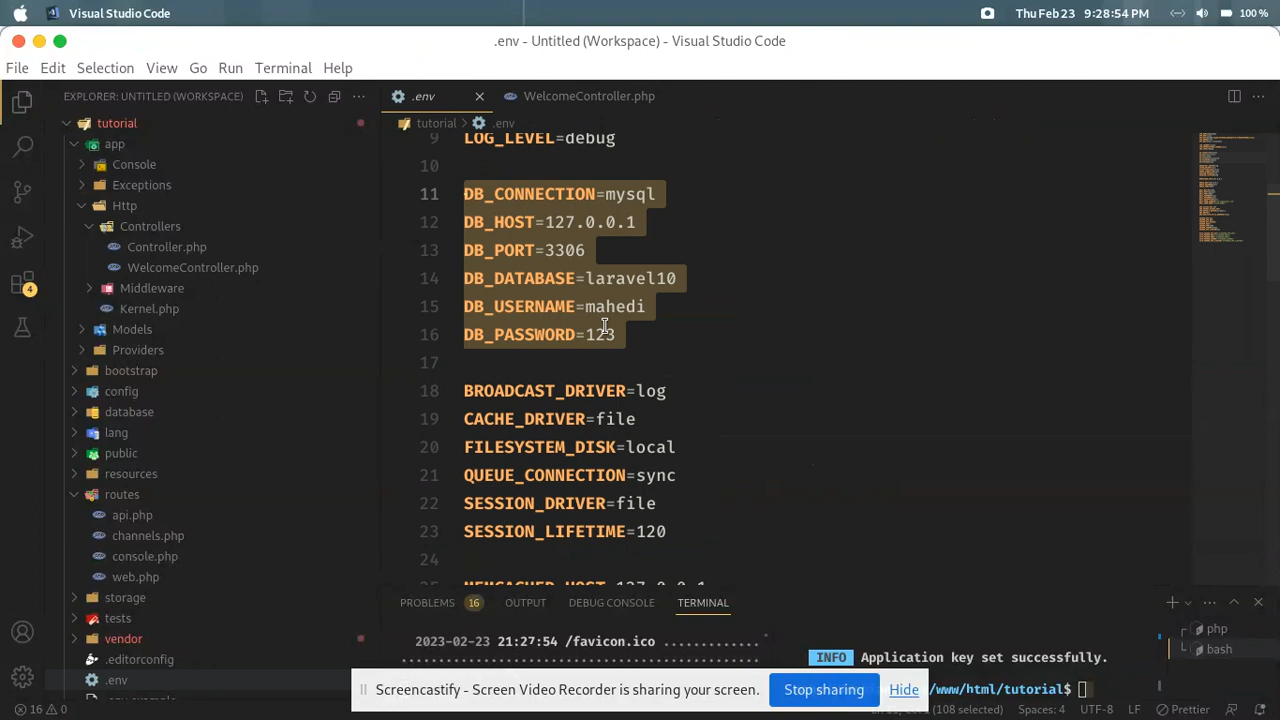 Visual Studio Code
Thu Feb 23 9:28:54 PM
100 %
.env - Untitled (Workspace) - Visual Studio Code
File Edit Selection View Go Run Terminal Help
EXPLORER: UNTITLED (WORKSPACE)
.env
WelcomeController.php
tutorial
app
Console
Exceptions
Http
Controllers
Controller.php
WelcomeController.php
Middleware
Kernel.php
Models
Providers
bootstrap
config
database
lang
public
resources
routes
api.php
channels.php
console.php
web.php
storage
tests
vendor
.editorconfig
.env
4
tutorial > .env
9 LOG_LEVEL=debug
10
11 DB_CONNECTION=mysql
12 DB_HOST=127.0.0.1
13 DB_PORT=3306
14 DB_DATABASE=laravel10
15 DB_USERNAME=mahedi
16 DB_PASSWORD=123
17
18 BROADCAST_DRIVER=log
19 CACHE_DRIVER=file
20 FILESYSTEM_DISK=local
21 QUEUE_CONNECTION=sync
22 SESSION_DRIVER=file
23 SESSION_LIFETIME=120
24
PROBLEMS 16 OUTPUT DEBUG CONSOLE TERMINAL
2023-02-23 21:27:54 /favicon.ico .............
INFO Application key set successfully.
/www/html/tutorial$
php
bash
Screencastify - Screen Video Recorder is sharing your screen.
Stop sharing
Hide
0 0
(108 selected) Spaces: 4 UTF-8 LF Prettier